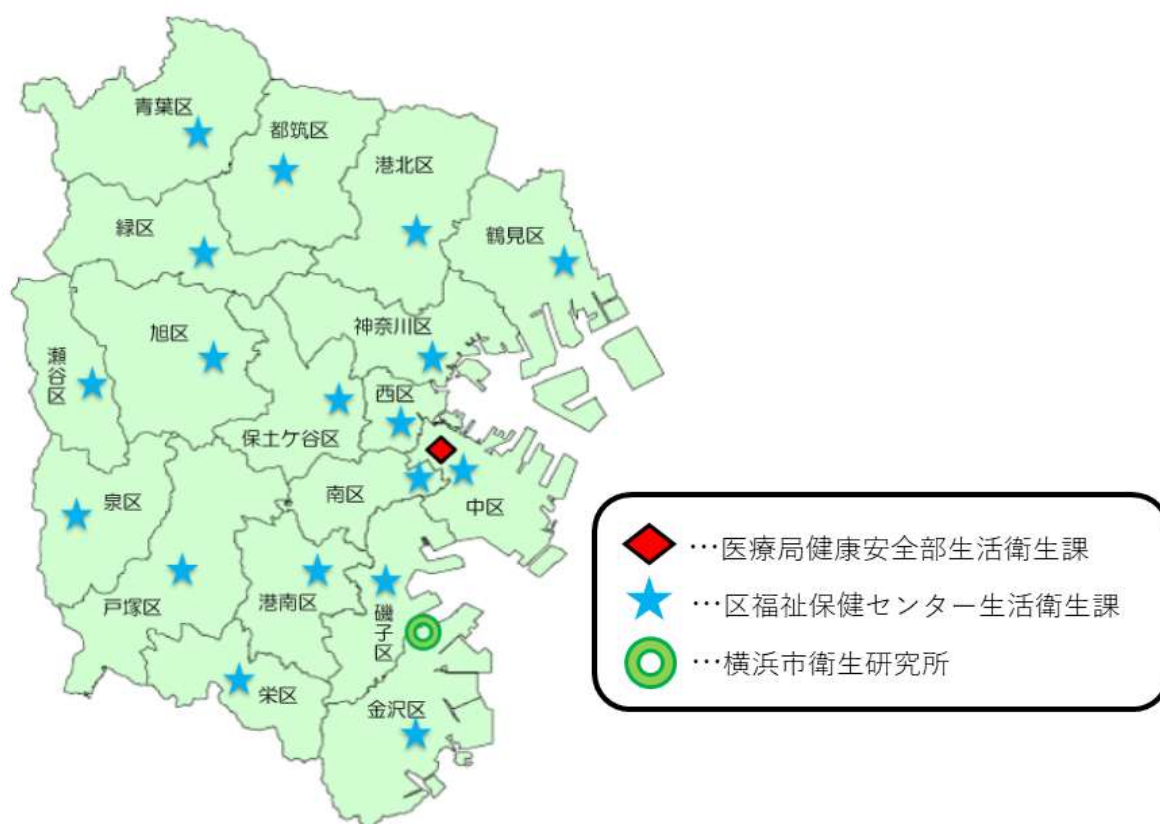 青葉区
都筑区
港北区
緑区
鶴見区
旭区
神奈川区
瀬谷区
西区
保土ケ谷区
南区
中区
泉区
戸塚区
港南区
磯子区
栄区
金沢区
…医療局健康安全部生活衛生課
…区福祉保健センター生活衛生課
…横浜市衛生研究所